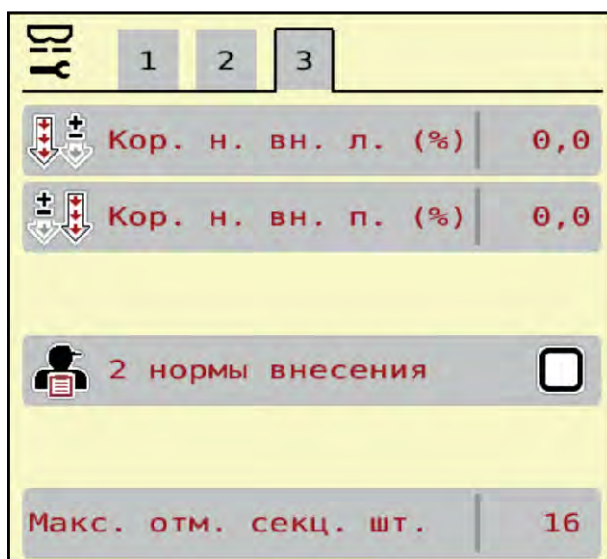 1 2 3
Кор. н. вн. л. (%) 0,0
Кор. н. вн. п. (%) 0,0
2 нормы внесения
Макс. отм. секц. шт. 16